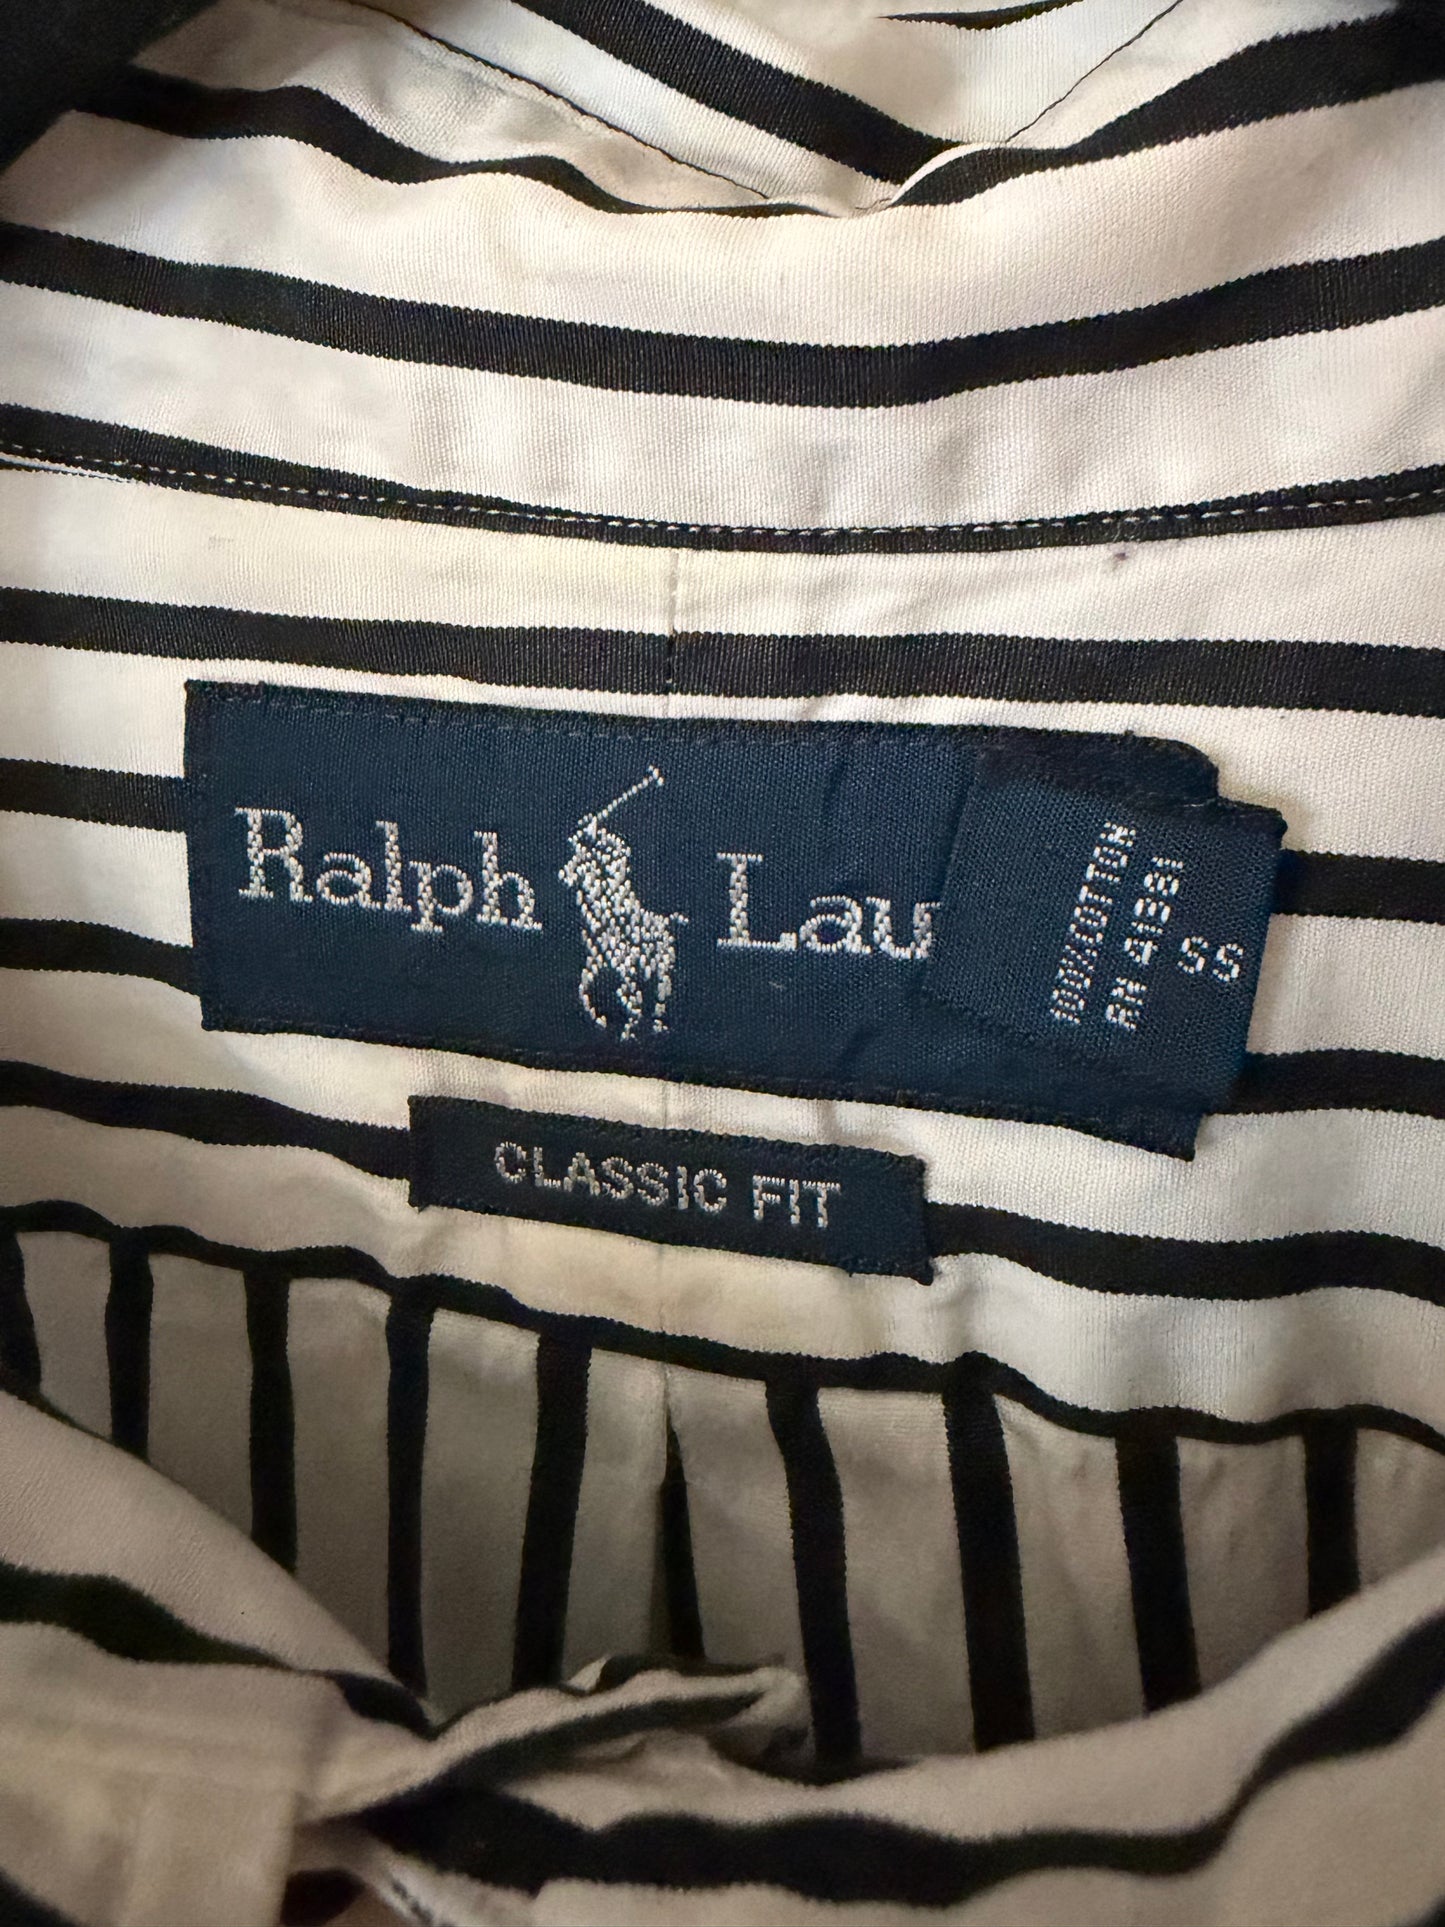 Ralph Lau
100% COTTON
RN 41381
SS
CLASSIC FIT